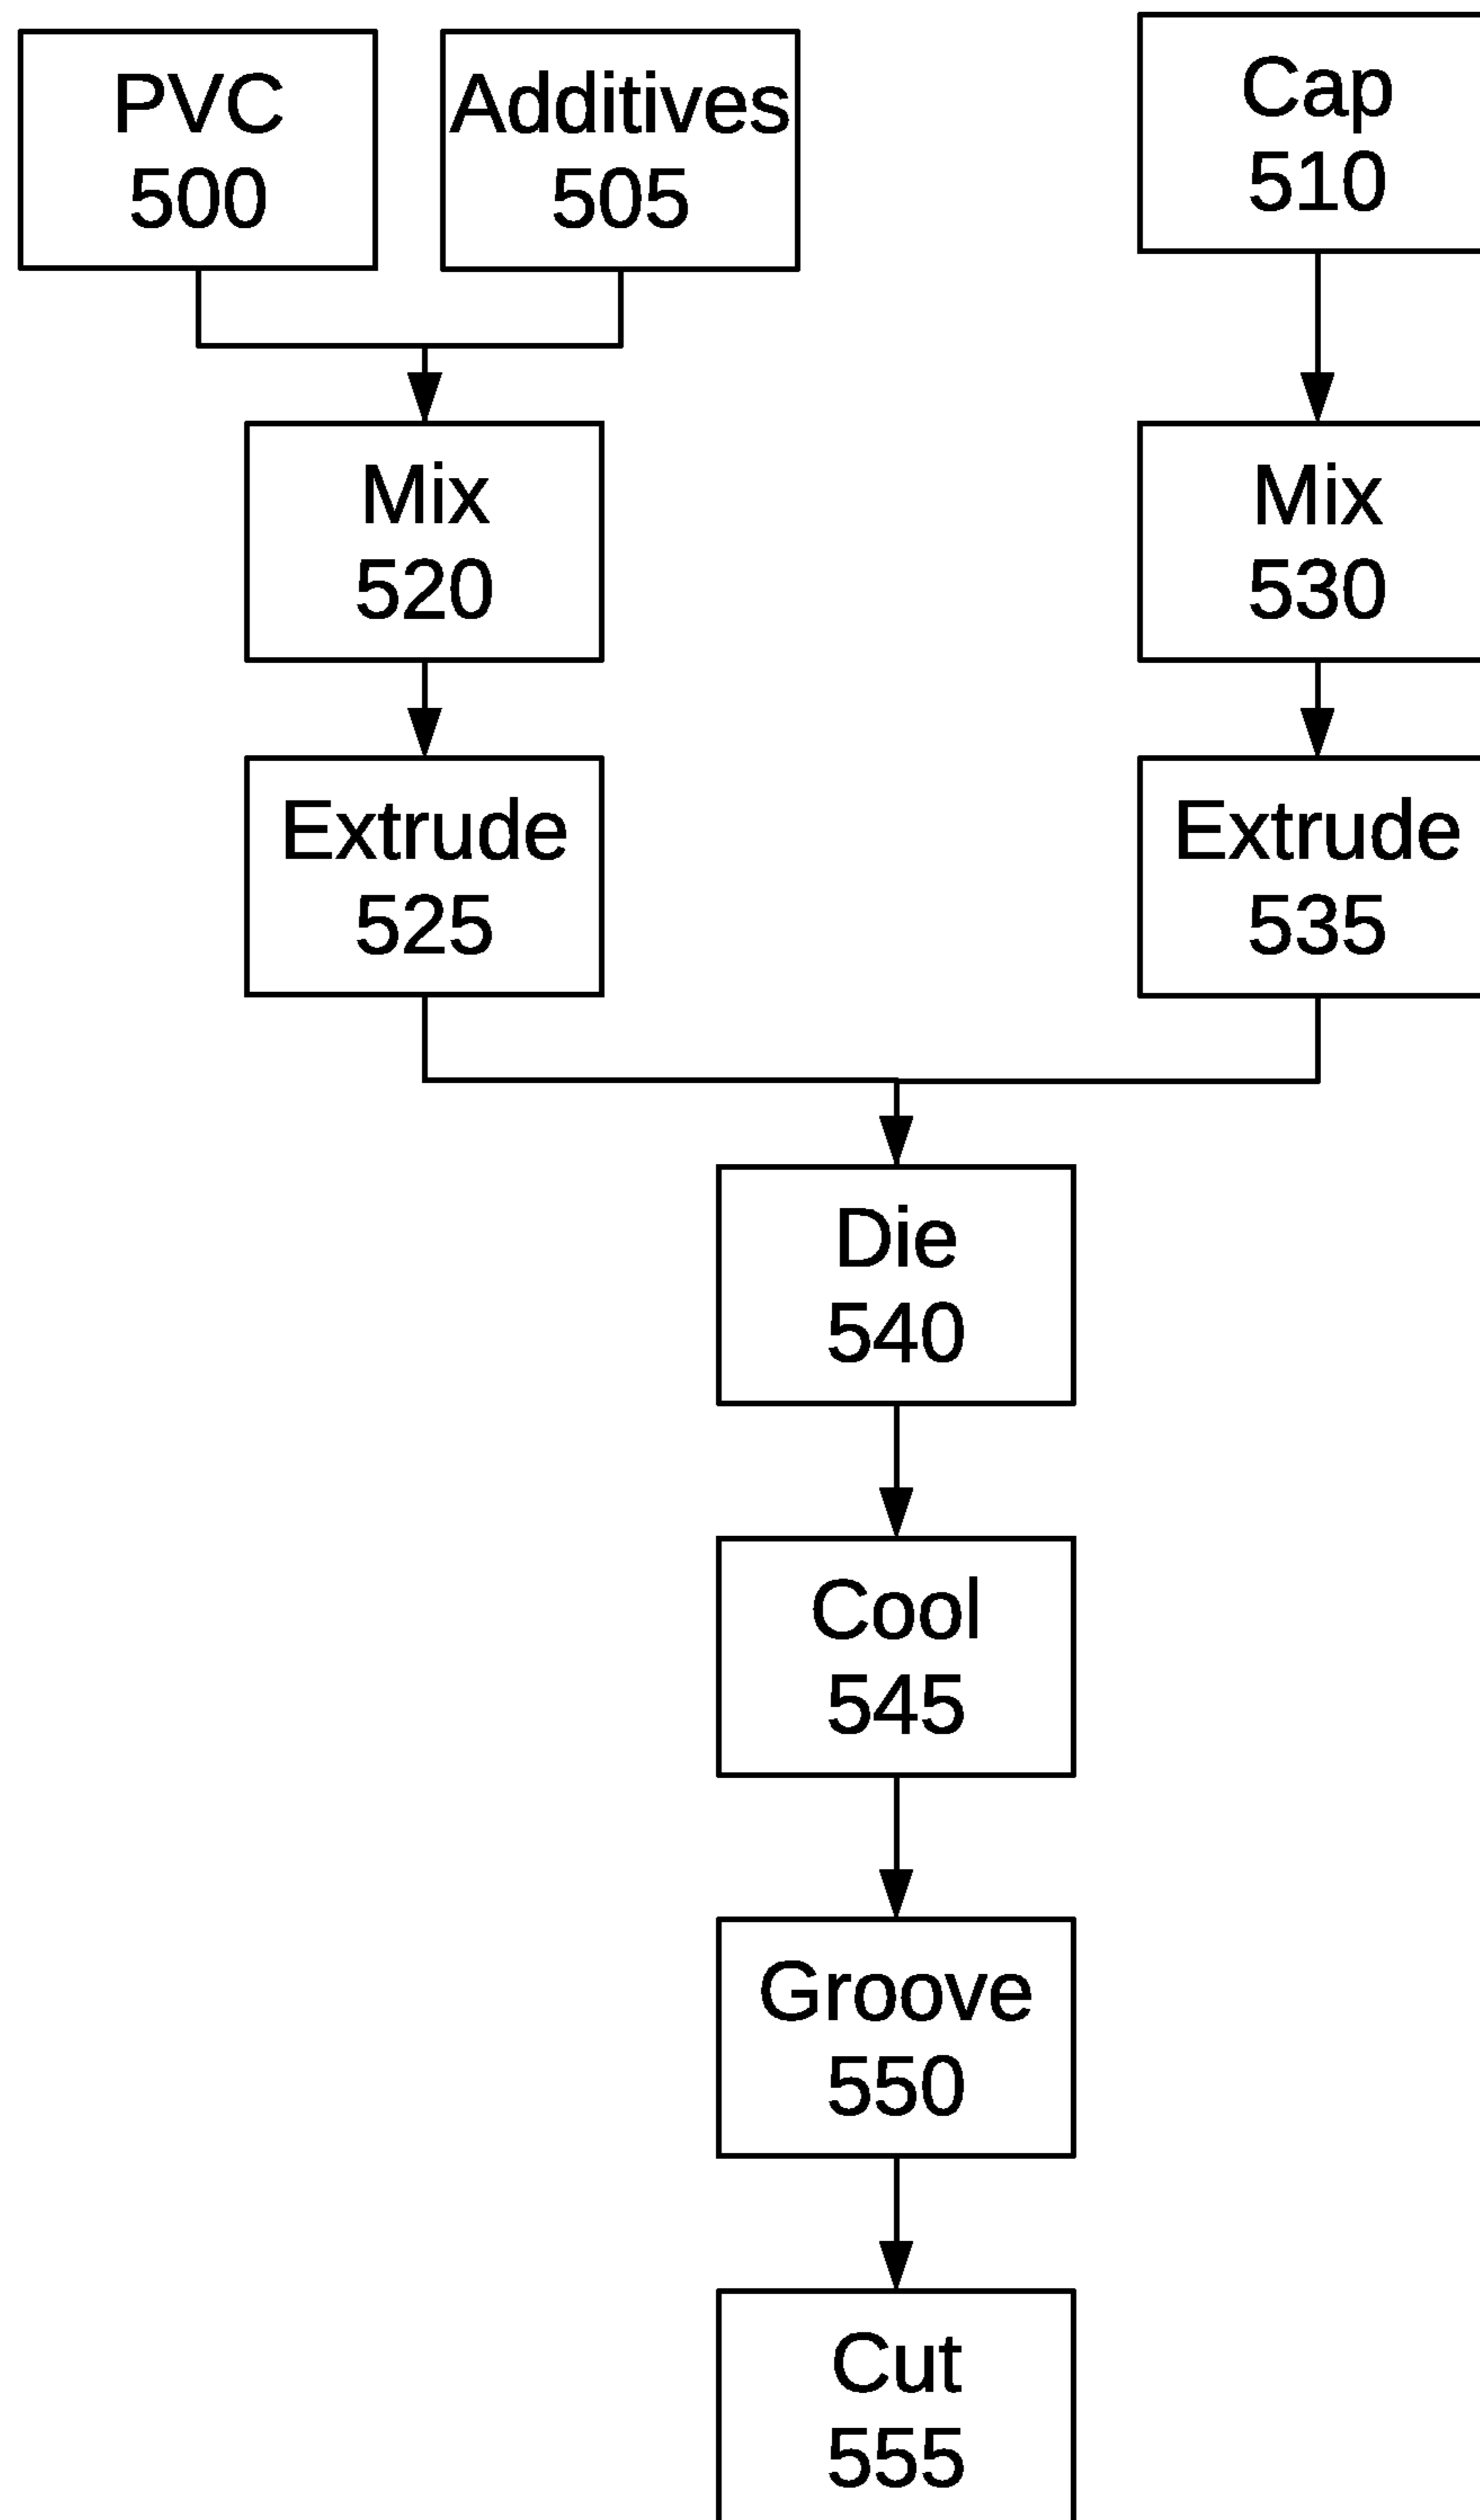 PVC
500
Additives
505
Cap
510
Mix
520
Mix
530
Extrude
525
Extrude
535
Die
540
Cool
545
Groove
550
Cut
555